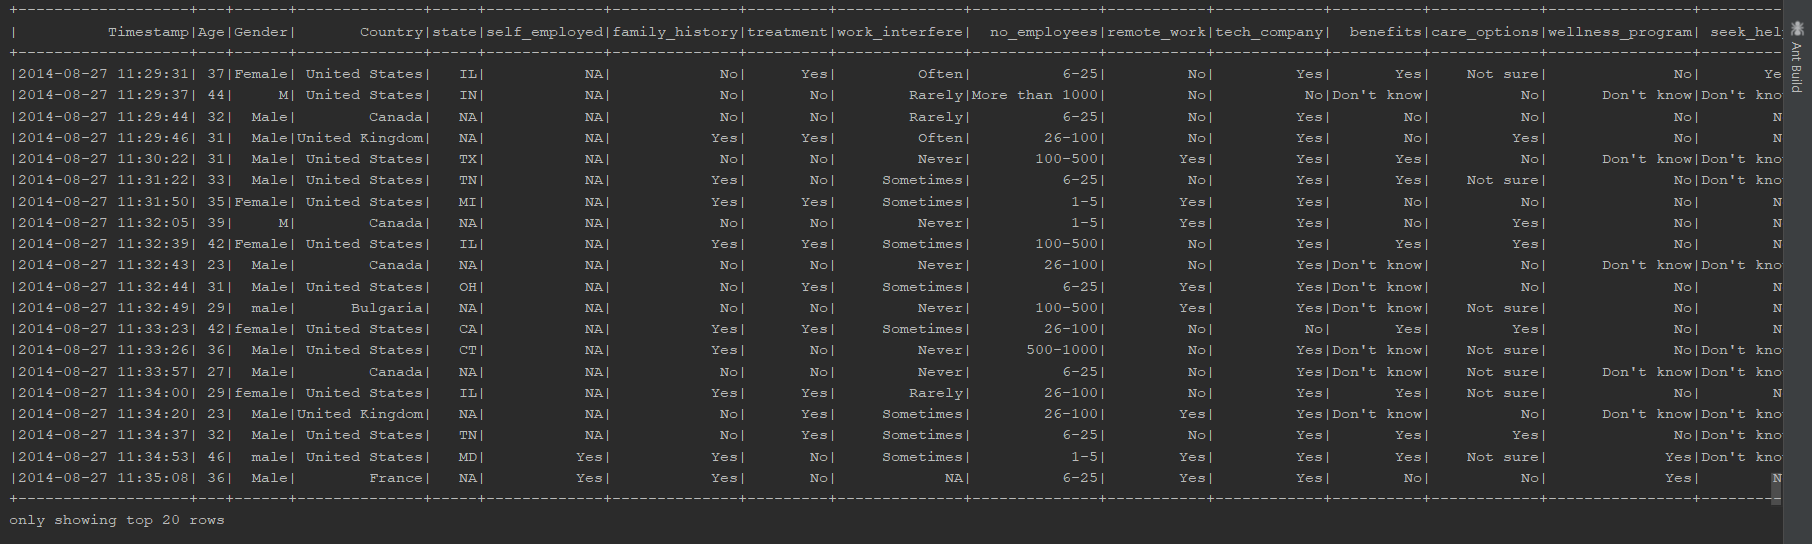 +-------------------+---+------+--------------+-----+-------------+--------------+---------+--------------+--------------+-----------+------------+----------+------------+----------------+---------
|          Timestamp|Age|Gender|       Country|state|self_employed|family_history|treatment|work_interfere|  no_employees|remote_work|tech_company|  benefits|care_options|wellness_program| seek_hel
+-------------------+---+------+--------------+-----+-------------+--------------+---------+--------------+--------------+-----------+------------+----------+------------+----------------+---------
|2014-08-27 11:29:31| 37|Female| United States|   IL|           NA|            No|      Yes|         Often|          6-25|         No|         Yes|       Yes|    Not sure|              No|       Ye
|2014-08-27 11:29:37| 44|     M| United States|   IN|           NA|            No|       No|        Rarely|More than 1000|         No|          No|Don't know|          No|      Don't know|Don't kno
|2014-08-27 11:29:44| 32|  Male|        Canada|   NA|           NA|            No|       No|        Rarely|          6-25|         No|         Yes|        No|          No|              No|        N
|2014-08-27 11:29:46| 31|  Male|United Kingdom|   NA|           NA|           Yes|      Yes|         Often|        26-100|         No|         Yes|        No|         Yes|              No|        N
|2014-08-27 11:30:22| 31|  Male| United States|   TX|           NA|            No|       No|         Never|       100-500|        Yes|         Yes|       Yes|          No|      Don't know|Don't kno
|2014-08-27 11:31:22| 33|  Male| United States|   TN|           NA|           Yes|       No|     Sometimes|          6-25|         No|         Yes|       Yes|    Not sure|              No|Don't kno
|2014-08-27 11:31:50| 35|Female| United States|   MI|           NA|           Yes|      Yes|     Sometimes|           1-5|        Yes|         Yes|        No|          No|              No|        N
|2014-08-27 11:32:05| 39|     M|        Canada|   NA|           NA|            No|       No|         Never|           1-5|        Yes|         Yes|        No|         Yes|              No|        N
|2014-08-27 11:32:39| 42|Female| United States|   IL|           NA|           Yes|      Yes|     Sometimes|       100-500|         No|         Yes|       Yes|         Yes|              No|        N
|2014-08-27 11:32:43| 23|  Male|        Canada|   NA|           NA|            No|       No|         Never|        26-100|         No|         Yes|Don't know|          No|      Don't know|Don't kno
|2014-08-27 11:32:44| 31|  Male| United States|   OH|           NA|            No|      Yes|     Sometimes|          6-25|        Yes|         Yes|Don't know|          No|              No|        N
|2014-08-27 11:32:49| 29|  male|      Bulgaria|   NA|           NA|            No|       No|         Never|       100-500|        Yes|         Yes|Don't know|    Not sure|              No|        N
|2014-08-27 11:33:23| 42|female| United States|   CA|           NA|           Yes|      Yes|     Sometimes|        26-100|         No|          No|       Yes|         Yes|              No|        N
|2014-08-27 11:33:26| 36|  Male| United States|   CT|           NA|           Yes|       No|         Never|      500-1000|         No|         Yes|Don't know|    Not sure|              No|Don't kno
|2014-08-27 11:33:57| 27|  Male|        Canada|   NA|           NA|            No|       No|         Never|          6-25|         No|         Yes|Don't know|    Not sure|      Don't know|Don't kno
|2014-08-27 11:34:00| 29|female| United States|   IL|           NA|           Yes|      Yes|        Rarely|        26-100|         No|         Yes|       Yes|    Not sure|              No|        N
|2014-08-27 11:34:20| 23|  Male|United Kingdom|   NA|           NA|            No|      Yes|     Sometimes|        26-100|        Yes|         Yes|Don't know|          No|      Don't know|Don't kno
|2014-08-27 11:34:37| 32|  Male| United States|   TN|           NA|            No|      Yes|     Sometimes|          6-25|         No|         Yes|       Yes|         Yes|              No|Don't kno
|2014-08-27 11:34:53| 46|  male| United States|   MD|          Yes|           Yes|       No|     Sometimes|           1-5|        Yes|         Yes|       Yes|    Not sure|             Yes|Don't kno
|2014-08-27 11:35:08| 36|  Male|        France|   NA|          Yes|           Yes|       No|            NA|          6-25|        Yes|         Yes|        No|          No|             Yes|        N
+-------------------+---+------+--------------+-----+-------------+--------------+---------+--------------+--------------+-----------+------------+----------+------------+----------------+---------
only showing top 20 rows
Ant Build